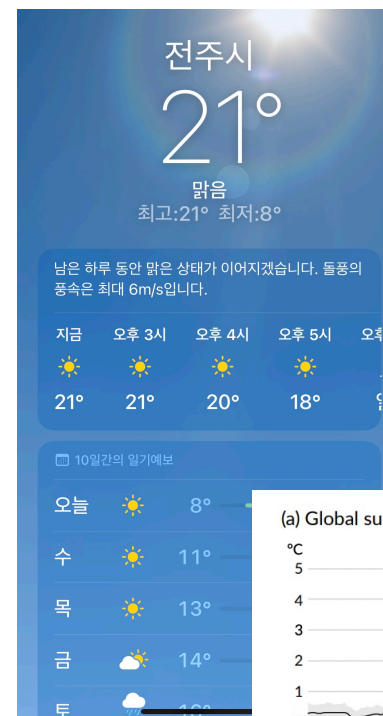 전주시
21°
맑음
최고:21° 최저:8°
남은 하루 동안 맑은 상태가 이어지겠습니다. 돌풍의
풍속은 최대 6m/s입니다.
지금 오후 3시 오후 4시 오후 5시 오후
21° 21° 20° 18°
10일간의 일기예보
오늘 8°
수 11°
목 13°
금 14°
토
(a) Global su
°C
5
4
3
2
1